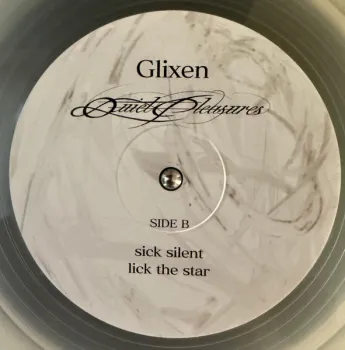 Glixen
Quiet Pleasures
SIDE B
sick silent
lick the star